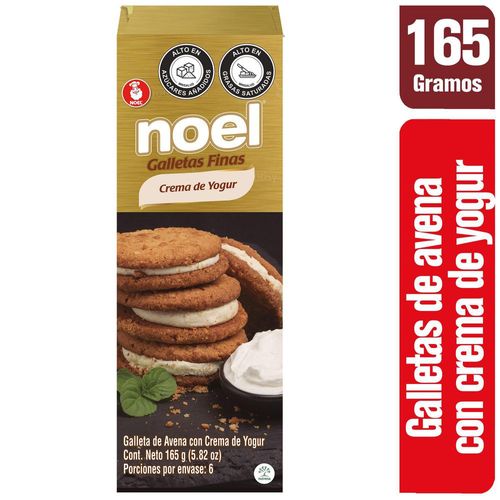 ALTO EN
AZÚCARES AÑADIDOS
ALTO EN
GRASAS SATURADAS
NOEL
noel
Galletas Finas
Crema de Yogur
Galleta de Avena con Crema de Yogur
Cont. Neto 165 g (5.82 oz)
Porciones por envase: 6
165
Gramos
Galletas de avena
con crema de yogur